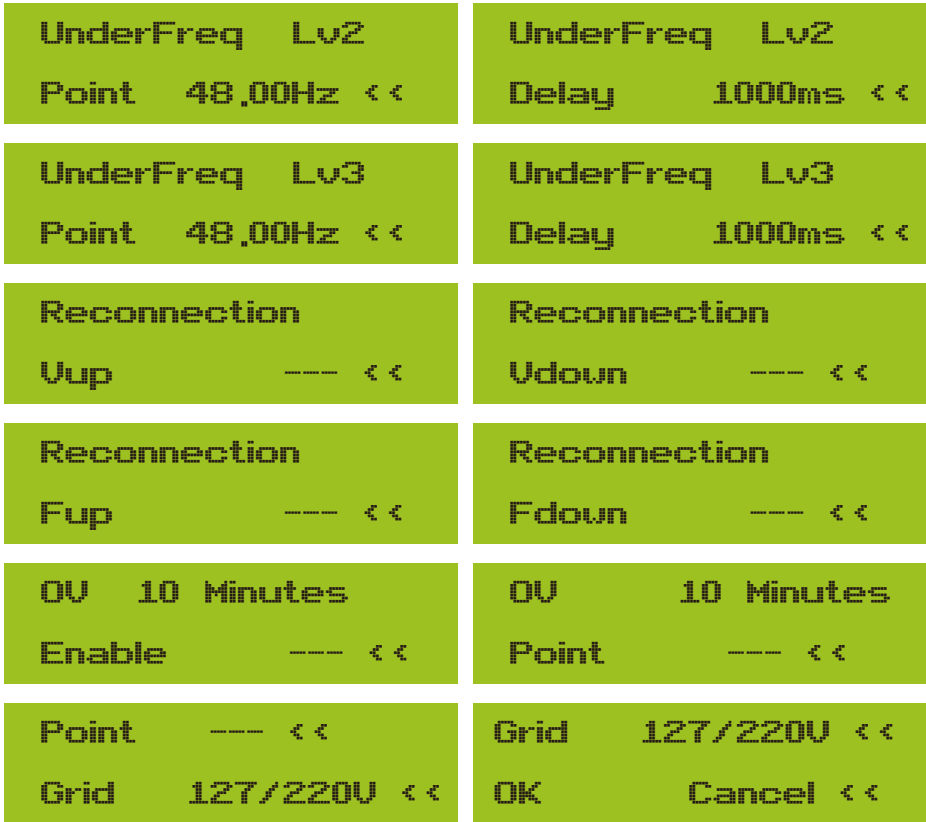 UnderFreq Lv2
Point 48.00Hz <<
UnderFreq Lv2
Delay 1000ms <<
UnderFreq Lv3
Point 48.00Hz <<
UnderFreq Lv3
Delay 1000ms <<
Reconnection
Vup --- <<
Reconnection
Vdown --- <<
Reconnection
Fup --- <<
Reconnection
Fdown --- <<
OV 10 Minutes
Enable --- <<
OV 10 Minutes
Point --- <<
Point --- <<
Grid 127/220V <<
Grid 127/220V <<
OK Cancel <<